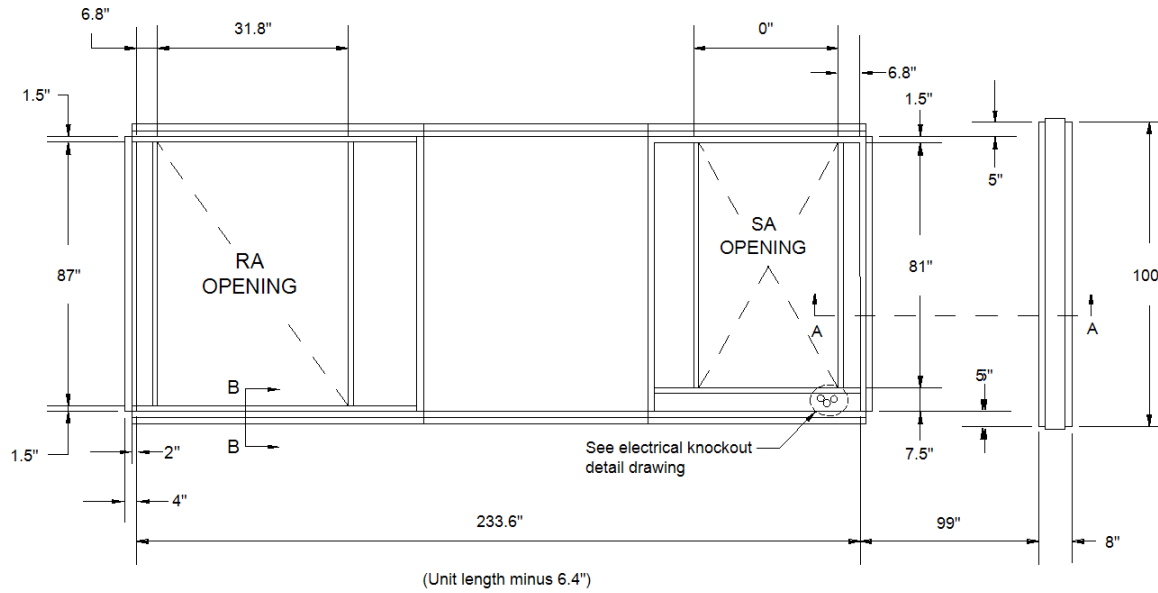 6.8"
31.8"
0"
6.8"
1.5"
1.5"
5"
RA
OPENING
SA
OPENING
87"
81"
100
A
A
B
B
5"
1.5"
2"
4"
See electrical knockout
detail drawing
7.5"
233.6"
99"
8"
(Unit length minus 6.4")